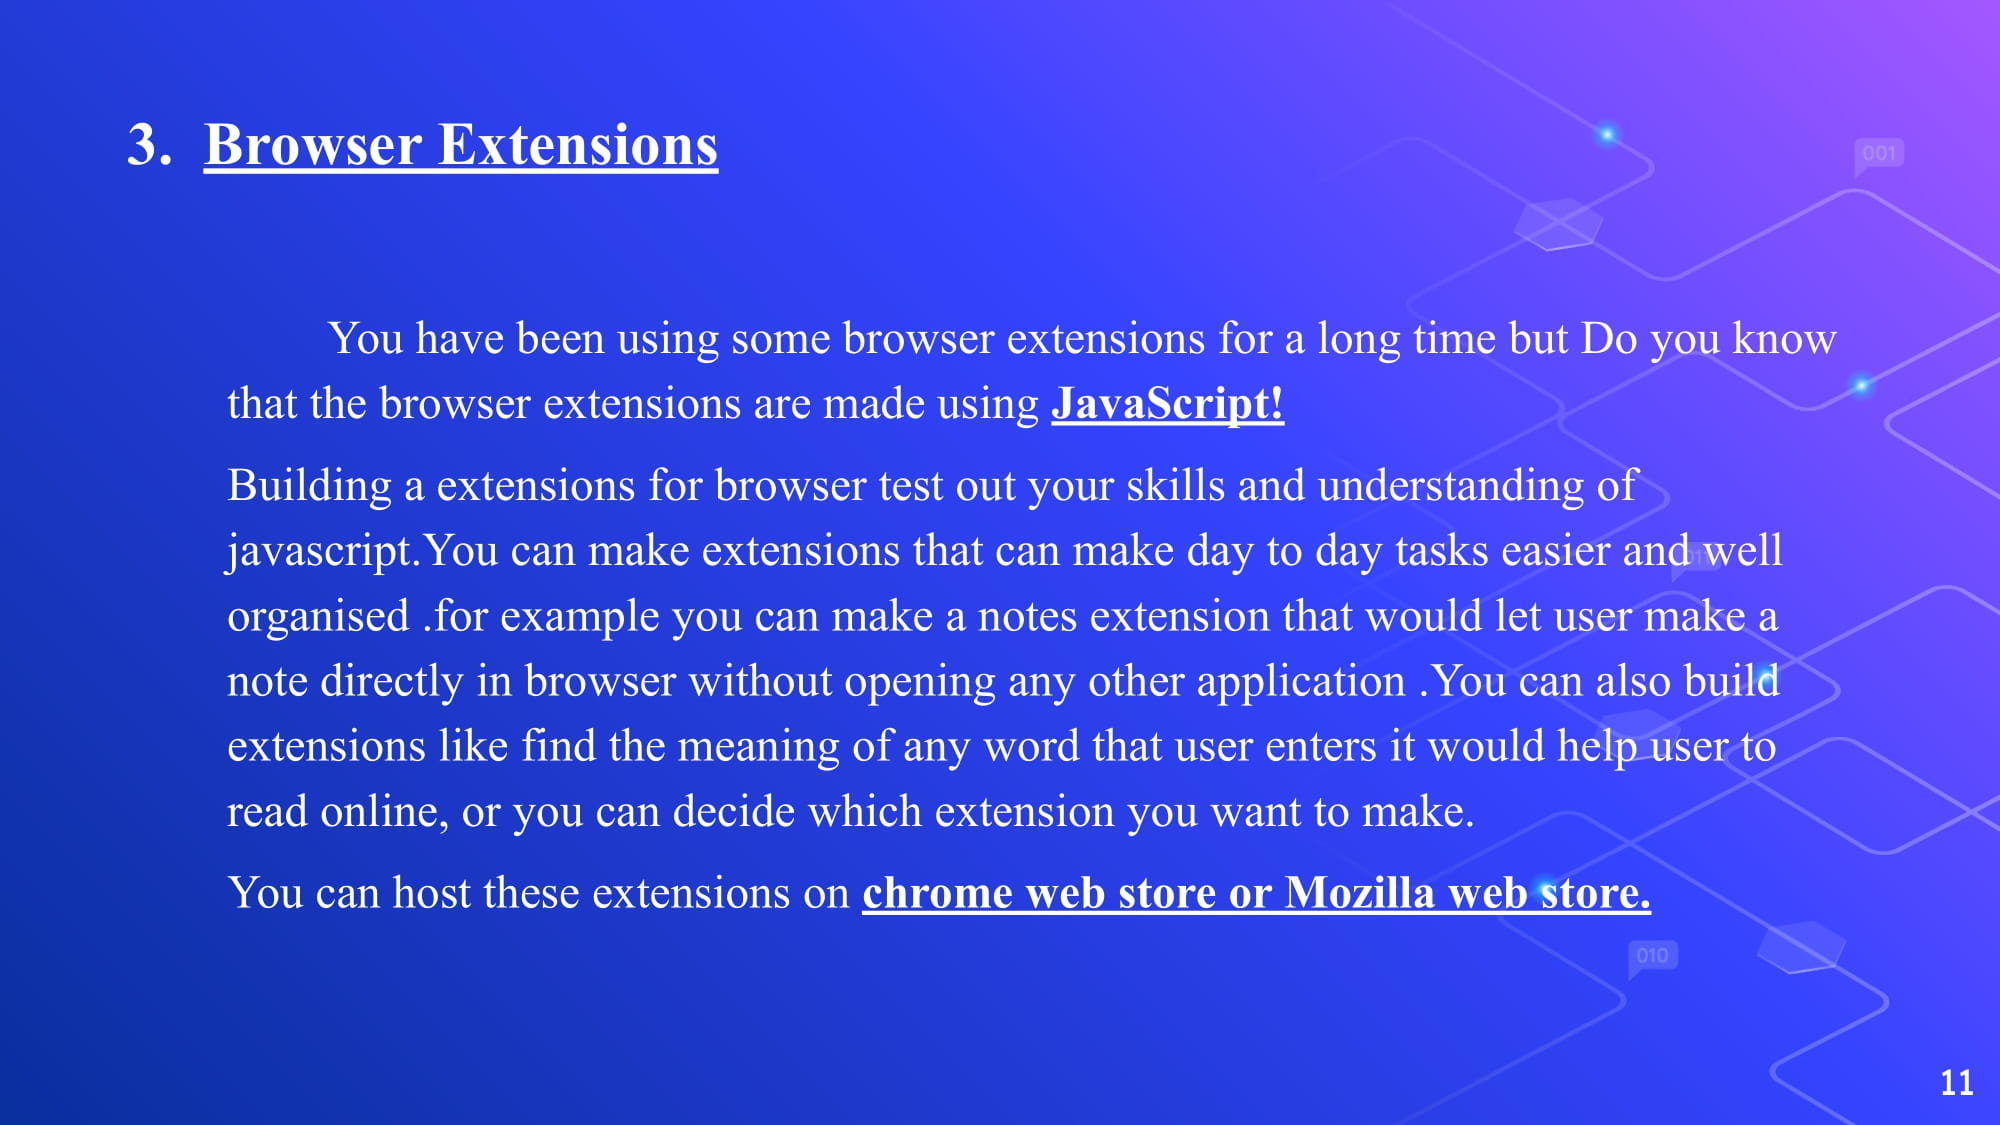 001
3. Browser Extensions
You have been using some browser extensions for a long time but Do you know
that the browser extensions are made using JavaScript!
Building a extensions for browser test out your skills and understanding of
javascript.You can make extensions that can make day to day tasks easier and well
organised .for example you can make a notes extension that would let user make a
note directly in browser without opening any other application .You can also build
extensions like find the meaning of any word that user enters it would help user to
read online, or you can decide which extension you want to make.
You can host these extensions on chrome web store or Mozilla web store.
010
11